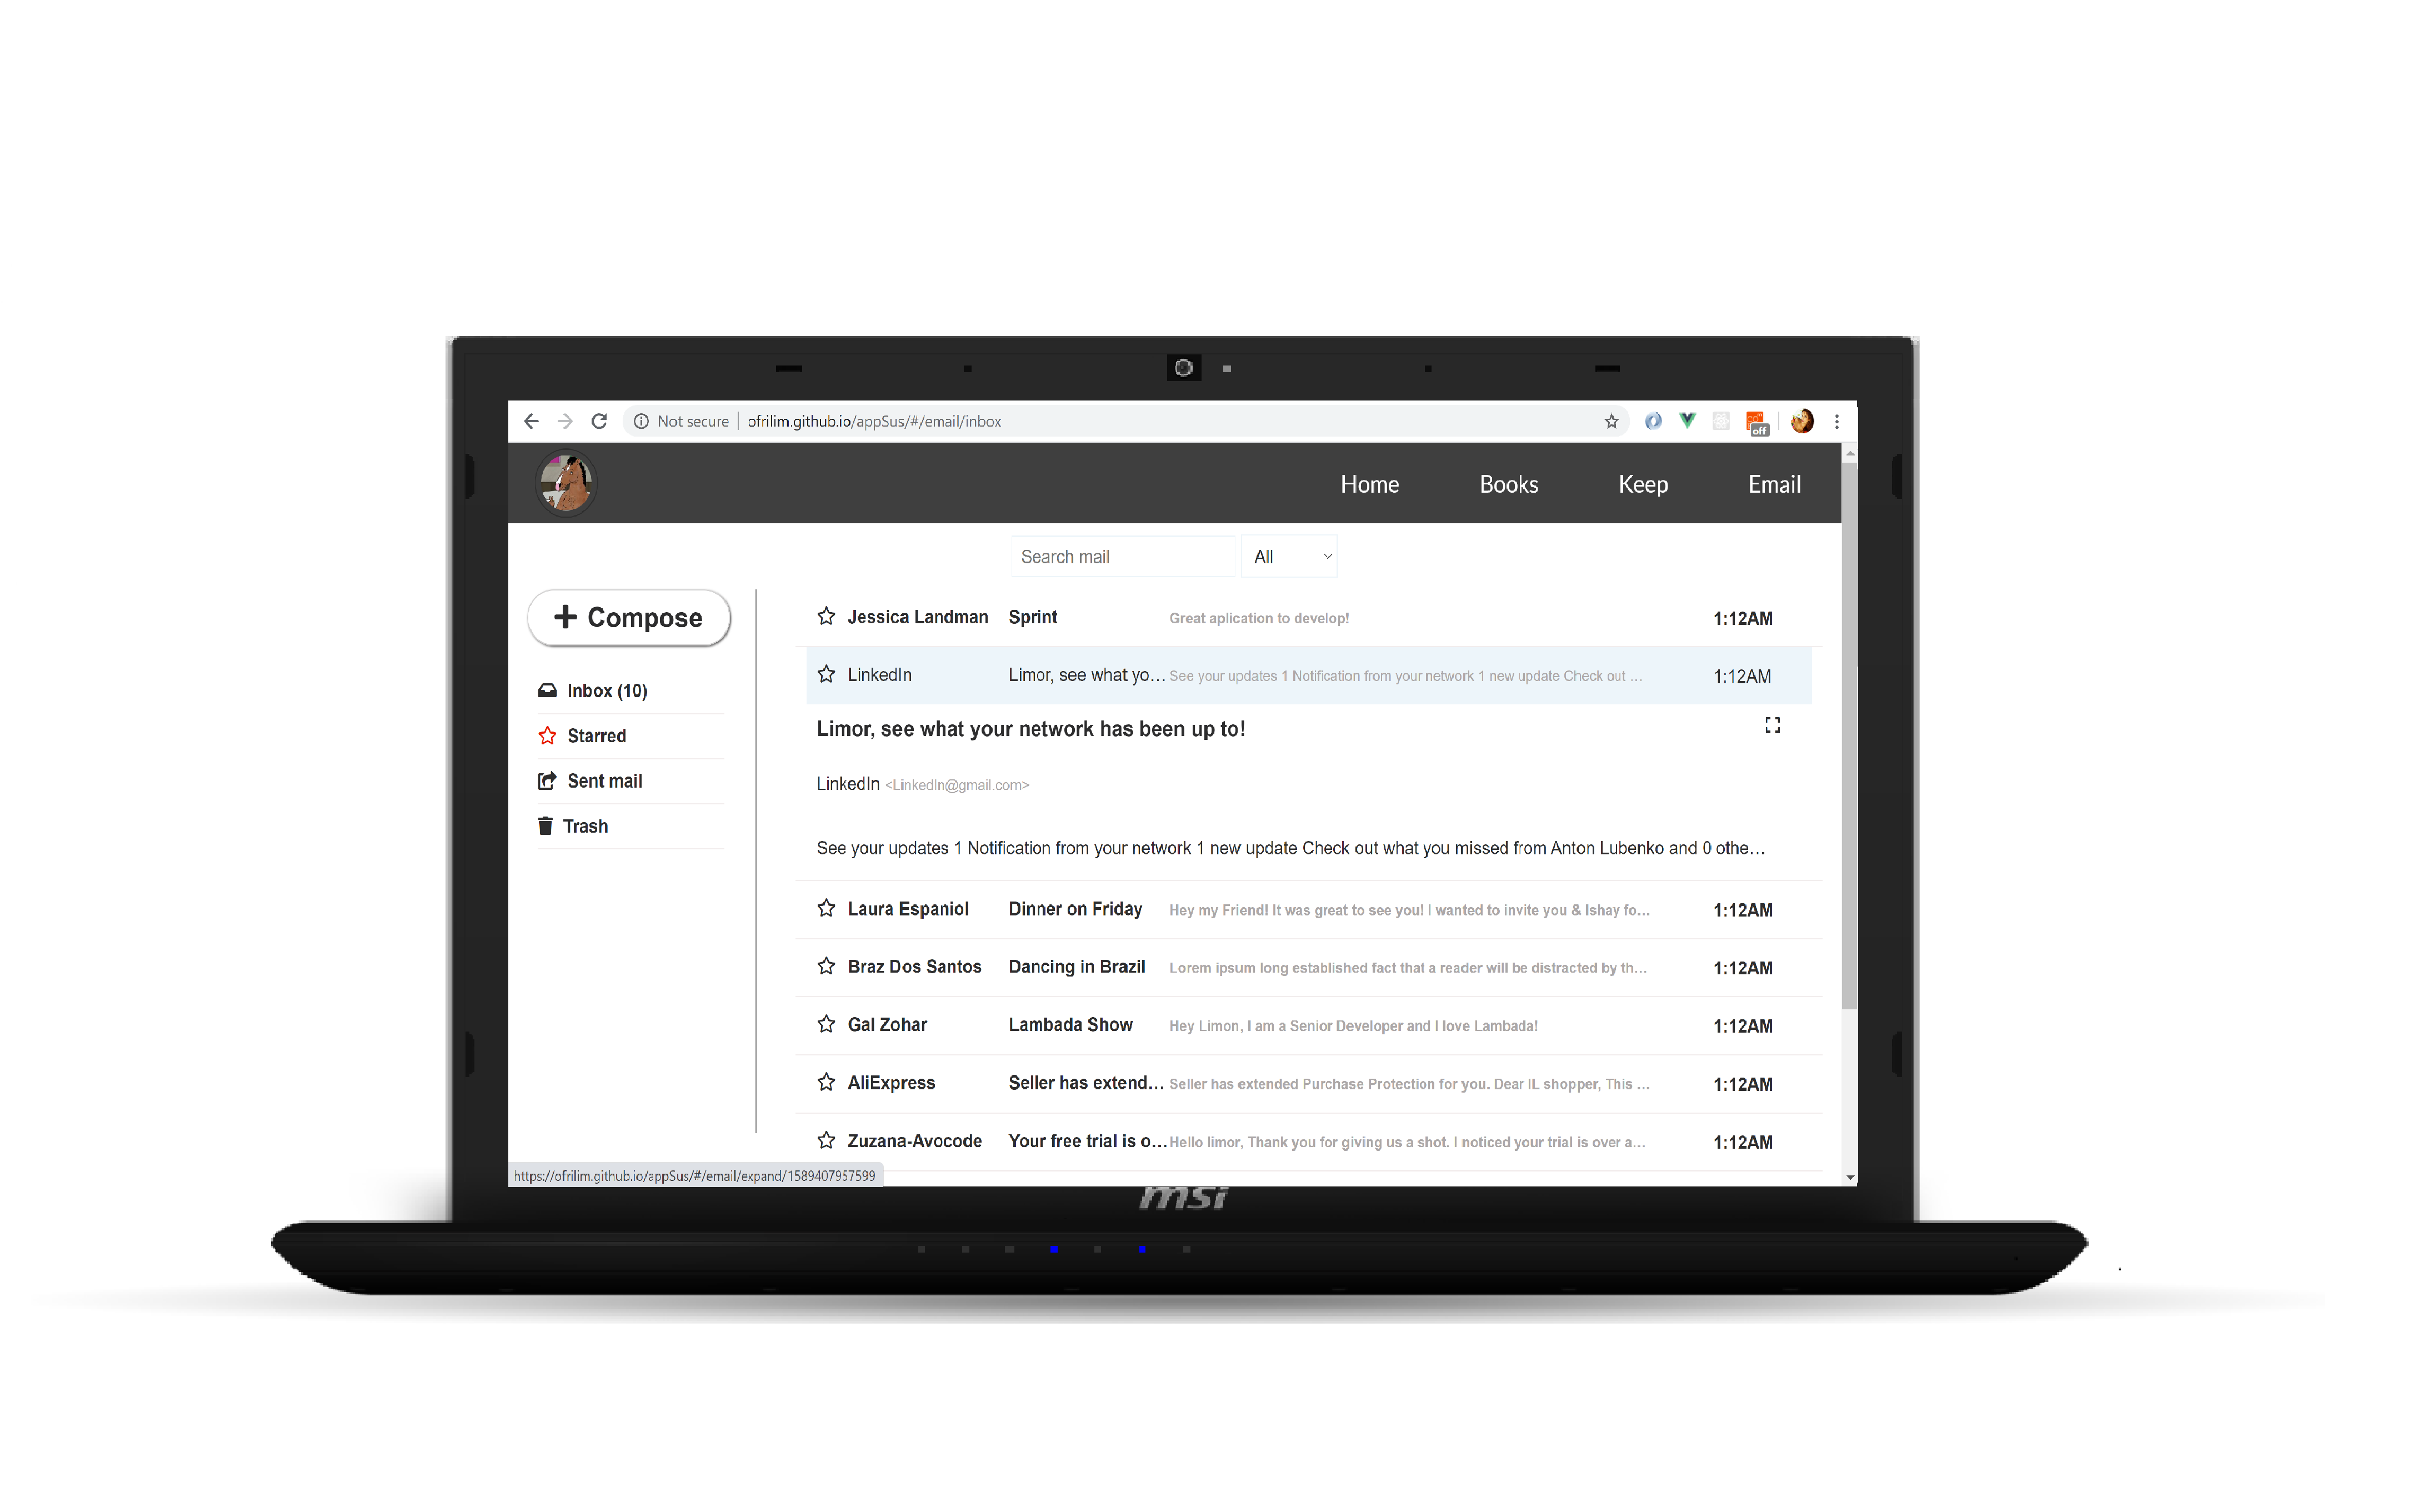 Not secure | ofrilim.github.io/appSus/#/email/inbox
off
Home Books Keep Email
Search mail All
Compose
Inbox (10)
Starred
Sent mail
Trash
Jessica Landman Sprint Great aplication to develop! 1:12AM
LinkedIn Limor, see what yo... See your updates 1 Notification from your network 1 new update Check out ... 1:12AM
Limor, see what your network has been up to!
LinkedIn <LinkedIn@gmail.com>
See your updates 1 Notification from your network 1 new update Check out what you missed from Anton Lubenko and 0 othe...
Laura Espaniol Dinner on Friday Hey my Friend! It was great to see you! I wanted to invite you & Ishay fo... 1:12AM
Braz Dos Santos Dancing in Brazil Lorem ipsum long established fact that a reader will be distracted by th... 1:12AM
Gal Zohar Lambada Show Hey Limon, I am a Senior Developer and I love Lambada! 1:12AM
AliExpress Seller has extend... Seller has extended Purchase Protection for you. Dear IL shopper, This ... 1:12AM
Zuzana-Avocode Your free trial is o... Hello limor, Thank you for giving us a shot. I noticed your trial is over a... 1:12AM
https://ofrilim.github.io/appSus/#/email/expand/1589407957599
msi